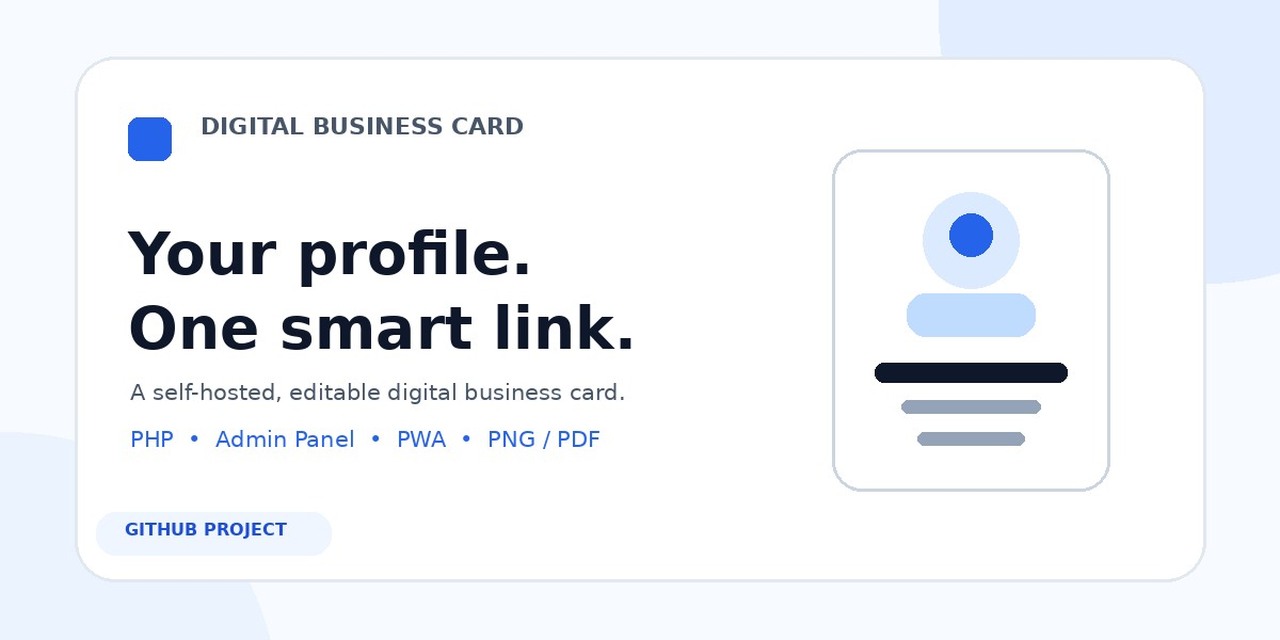 DIGITAL BUSINESS CARD
Your profile.
One smart link.
A self-hosted, editable digital business card.
PHP • Admin Panel • PWA • PNG / PDF
GITHUB PROJECT